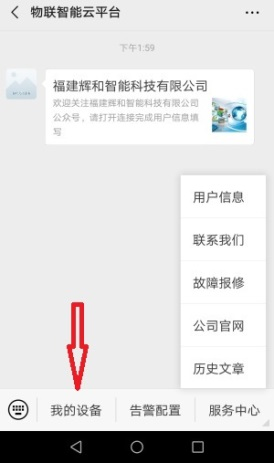 物联智能云平台
下午1:59
福建辉和智能科技有限公司
欢迎关注福建辉和智能科技有限公司
公众号，请打开连接完成用户信息填
写
用户信息
联系我们
故障报修
公司官网
历史文章
我的设备
告警配置
服务中心